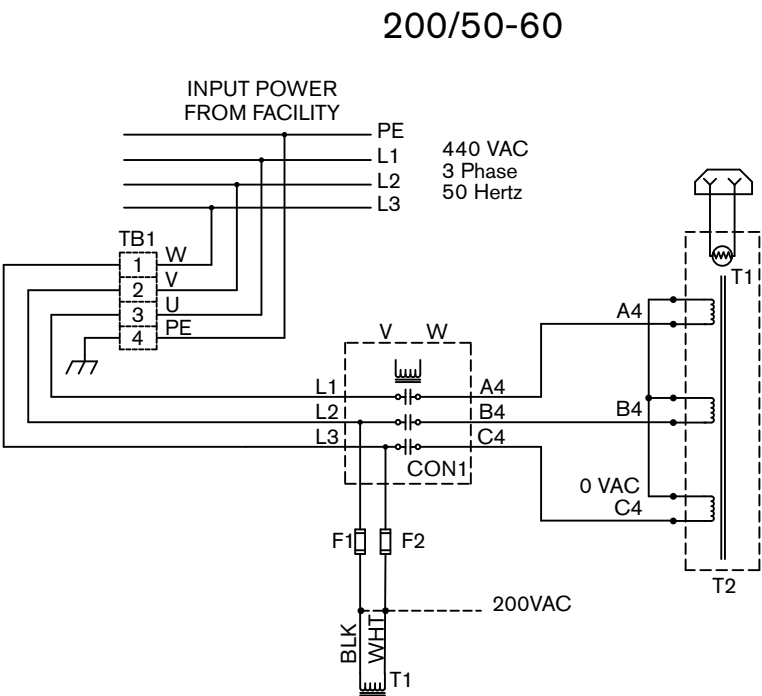 200/50-60
INPUT POWER
FROM FACILITY
PE
L1
L2
L3
440 VAC
3 Phase
50 Hertz
TB1
1 W
2 V
3 U
4 PE
V W
L1 A4
L2 B4
L3 C4
CON1
A4
B4
0 VAC
C4
T1
T2
F1 F2
200VAC
BLK
WHT
T1